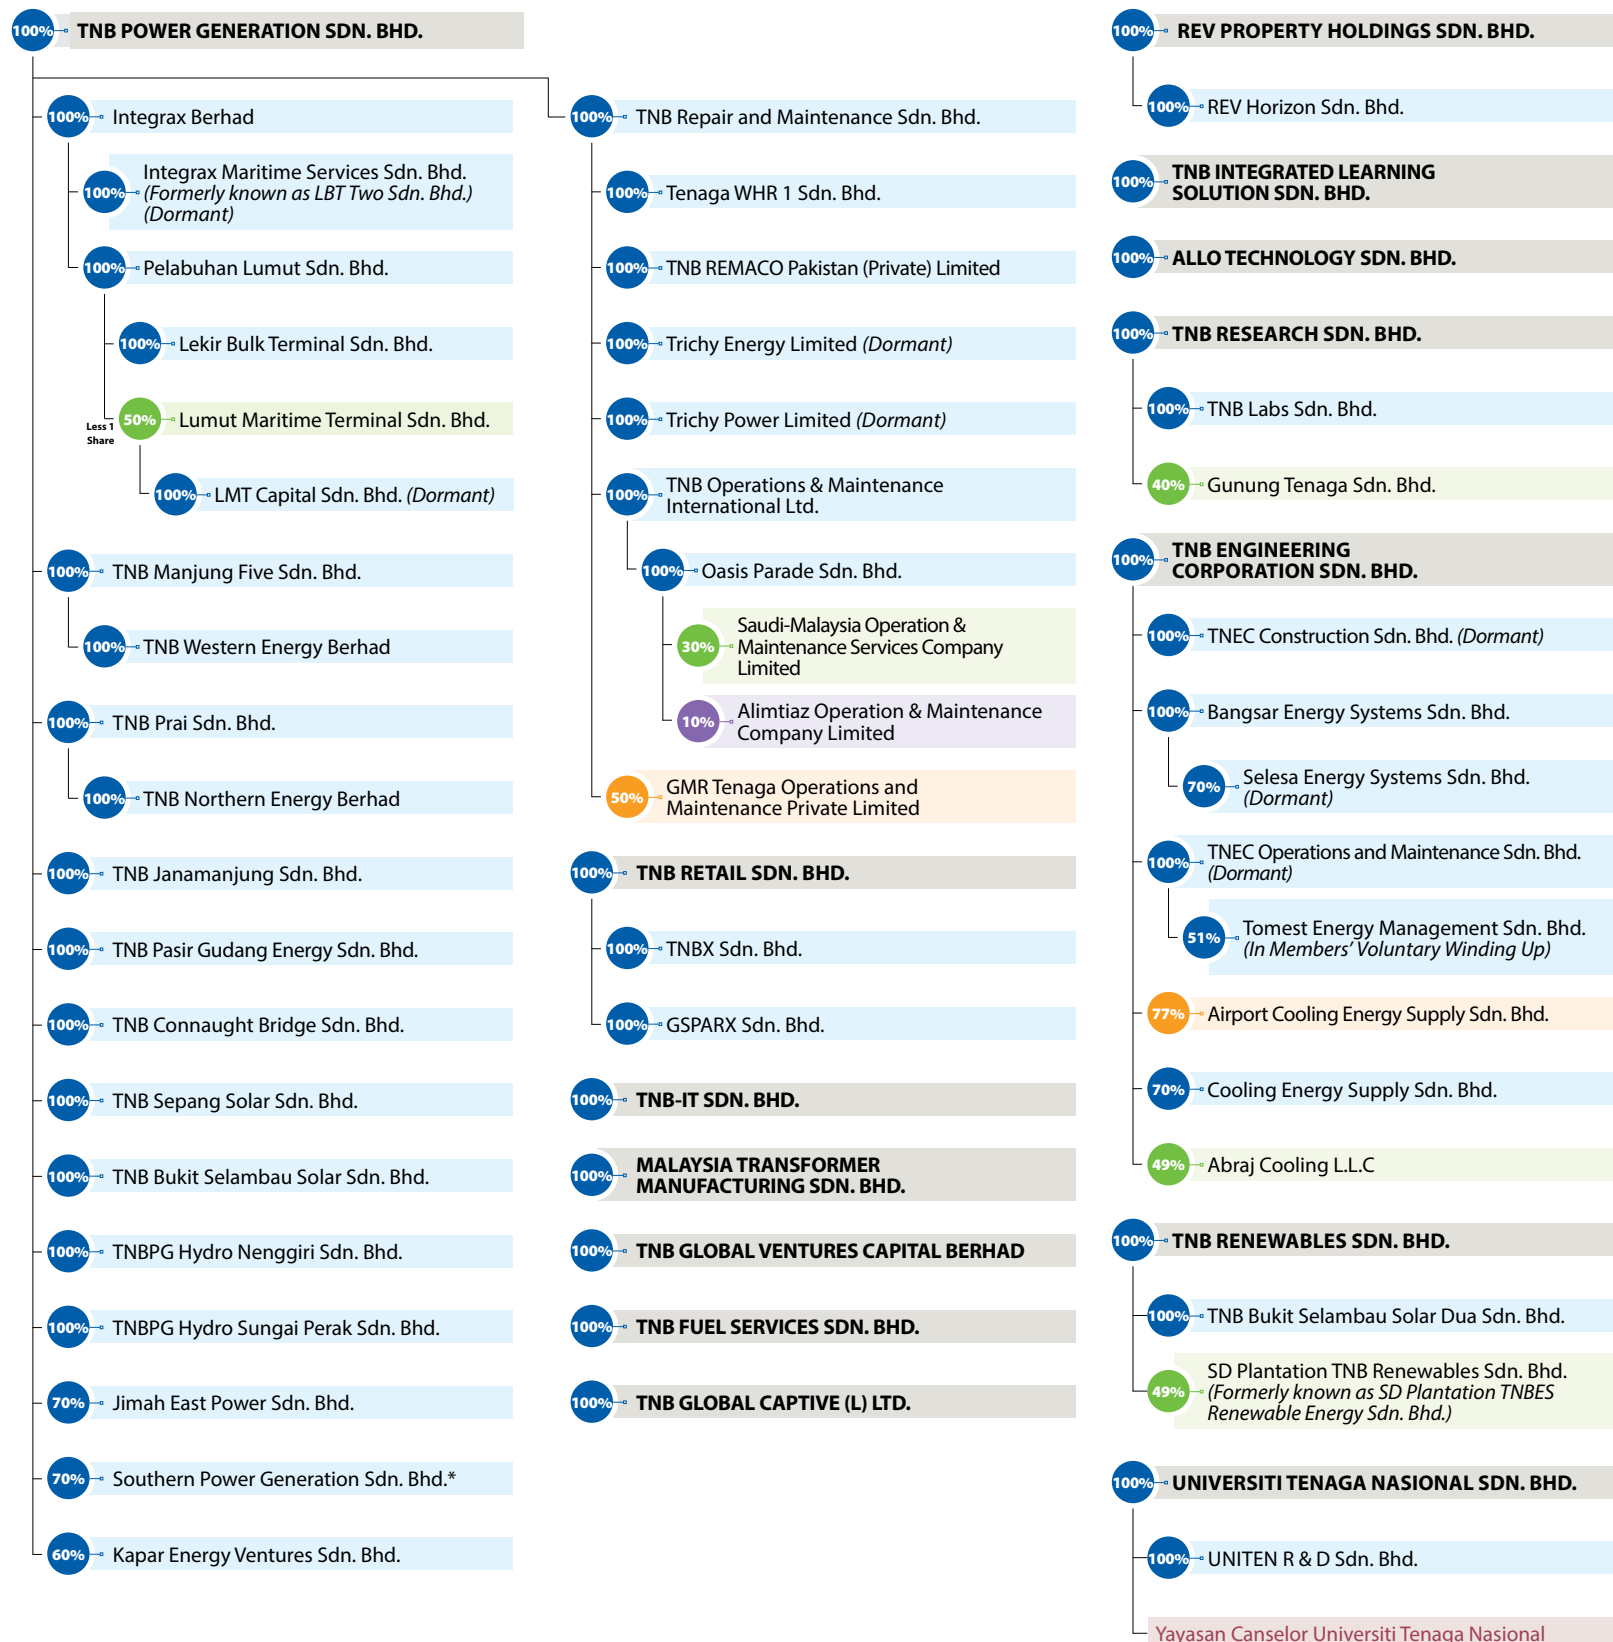 100% TNB POWER GENERATION SDN. BHD.
100% Integrax Berhad
100% Integrax Maritime Services Sdn. Bhd.
(Formerly known as LBT Two Sdn. Bhd.)
(Dormant)
100% Pelabuhan Lumut Sdn. Bhd.
100% Lekir Bulk Terminal Sdn. Bhd.
50% Lumut Maritime Terminal Sdn. Bhd.
Less 1
Share
100% LMT Capital Sdn. Bhd. (Dormant)
100% TNB Manjung Five Sdn. Bhd.
100% TNB Western Energy Berhad
100% TNB Prai Sdn. Bhd.
100% TNB Northern Energy Berhad
100% TNB Janamanjung Sdn. Bhd.
100% TNB Pasir Gudang Energy Sdn. Bhd.
100% TNB Connaught Bridge Sdn. Bhd.
100% TNB Sepang Solar Sdn. Bhd.
100% TNB Bukit Selambau Solar Sdn. Bhd.
100% TNBPG Hydro Nenggiri Sdn. Bhd.
100% TNBPG Hydro Sungai Perak Sdn. Bhd.
70% Jimah East Power Sdn. Bhd.
70% Southern Power Generation Sdn. Bhd.*
60% Kapar Energy Ventures Sdn. Bhd.
100% TNB Repair and Maintenance Sdn. Bhd.
100% Tenaga WHR 1 Sdn. Bhd.
100% TNB REMACO Pakistan (Private) Limited
100% Trichy Energy Limited (Dormant)
100% Trichy Power Limited (Dormant)
100% TNB Operations & Maintenance
International Ltd.
100% Oasis Parade Sdn. Bhd.
30% Saudi-Malaysia Operation &
Maintenance Services Company
Limited
10% Alimtiaz Operation & Maintenance
Company Limited
50% GMR Tenaga Operations and
Maintenance Private Limited
100% TNB RETAIL SDN. BHD.
100% TNBX Sdn. Bhd.
100% GSPARX Sdn. Bhd.
100% TNB-IT SDN. BHD.
100% MALAYSIA TRANSFORMER
MANUFACTURING SDN. BHD.
100% TNB GLOBAL VENTURES CAPITAL BERHAD
100% TNB FUEL SERVICES SDN. BHD.
100% TNB GLOBAL CAPTIVE (L) LTD.
100% REV PROPERTY HOLDINGS SDN. BHD.
100% REV Horizon Sdn. Bhd.
100% TNB INTEGRATED LEARNING
SOLUTION SDN. BHD.
100% ALLO TECHNOLOGY SDN. BHD.
100% TNB RESEARCH SDN. BHD.
100% TNB Labs Sdn. Bhd.
40% Gunung Tenaga Sdn. Bhd.
100% TNB ENGINEERING
CORPORATION SDN. BHD.
100% TNEC Construction Sdn. Bhd. (Dormant)
100% Bangsar Energy Systems Sdn. Bhd.
70% Selesa Energy Systems Sdn. Bhd.
(Dormant)
100% TNEC Operations and Maintenance Sdn. Bhd.
(Dormant)
51% Tomest Energy Management Sdn. Bhd.
(In Members' Voluntary Winding Up)
77% Airport Cooling Energy Supply Sdn. Bhd.
70% Cooling Energy Supply Sdn. Bhd.
49% Abraj Cooling L.L.C
100% TNB RENEWABLES SDN. BHD.
100% TNB Bukit Selambau Solar Dua Sdn. Bhd.
49% SD Plantation TNB Renewables Sdn. Bhd.
(Formerly known as SD Plantation TNBES
Renewable Energy Sdn. Bhd.)
100% UNIVERSITI TENAGA NASIONAL SDN. BHD.
100% UNITEN R & D Sdn. Bhd.
Yayasan Canselor Universiti Tenaga Nasional